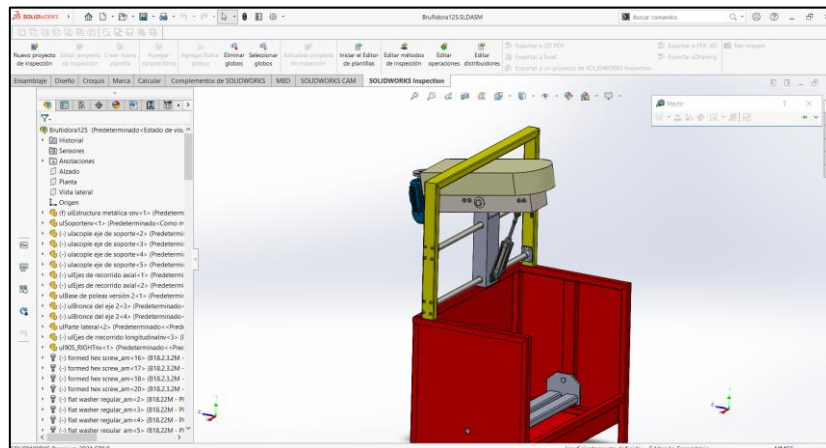 SOLIDWORKS
Bruñidora125.SLDASM
Buscar comandos
Nuevo proyecto de inspección
Editar proyecto de inspección
Crear nueva plantilla
Agregar característica
Agregar/Editar globos
Eliminar globos
Seleccionar globos
Actualizar proyecto de inspección
Iniciar el Editor de plantillas
Editar métodos de inspección
Editar operaciones
Editar distribuidores
Exportar a 2D PDF
Exportar a Excel
Exportar a un proyecto de SOLIDWORKS Inspection
Exportar a PDF 3D
Exportar eDrawing
Net-Inspect
Ensamblaje Diseño Croquis Marca Calcular Complementos de SOLIDWORKS MBD SOLIDWORKS CAM SOLIDWORKS Inspection
Medir
Bruñidora125 (Predeterminado<Estado de vis
Historial
Sensores
Anotaciones
Alzado
Planta
Vista lateral
Origen
(f) ulEstructura metálica-snv<1> (Predeterm
ulSoportenv<1> (Predeterminado<Como m
(-) ulacople eje de soporte<2> (Predetermi
(-) ulacople eje de soporte<3> (Predetermi
(-) ulacople eje de soporte<4> (Predetermi
(-) ulacople eje de soporte<5> (Predetermi
(-) ulEjes de recorrido axial<1> (Predetermi
(-) ulEjes de recorrido axial<2> (Predetermi
ulBase de poleas versión 2<1> (Predetermi
(-) ulBronce del eje 2<3> (Predeterminado<
(-) ulBronce del eje 2<4> (Predeterminado<
ulParte lateral<2> (Predeterminado<<Pred
(-) ulEjes de recorrido longitudinalnv<3> (F
ul90S_RIGHTnv<1> (Predeterminado<<Prec
(-) formed hex screw_am<16> (B18.2.3.2M -
(-) formed hex screw_am<17> (B18.2.3.2M -
(-) formed hex screw_am<18> (B18.2.3.2M -
(-) formed hex screw_am<20> (B18.2.3.2M -
(-) flat washer regular_am<2> (B18.22M - Pl
(-) flat washer regular_am<3> (B18.22M - Pl
(-) flat washer regular_am<4> (B18.22M - Pl
(-) flat washer regular_am<5> (B18.22M - Pl